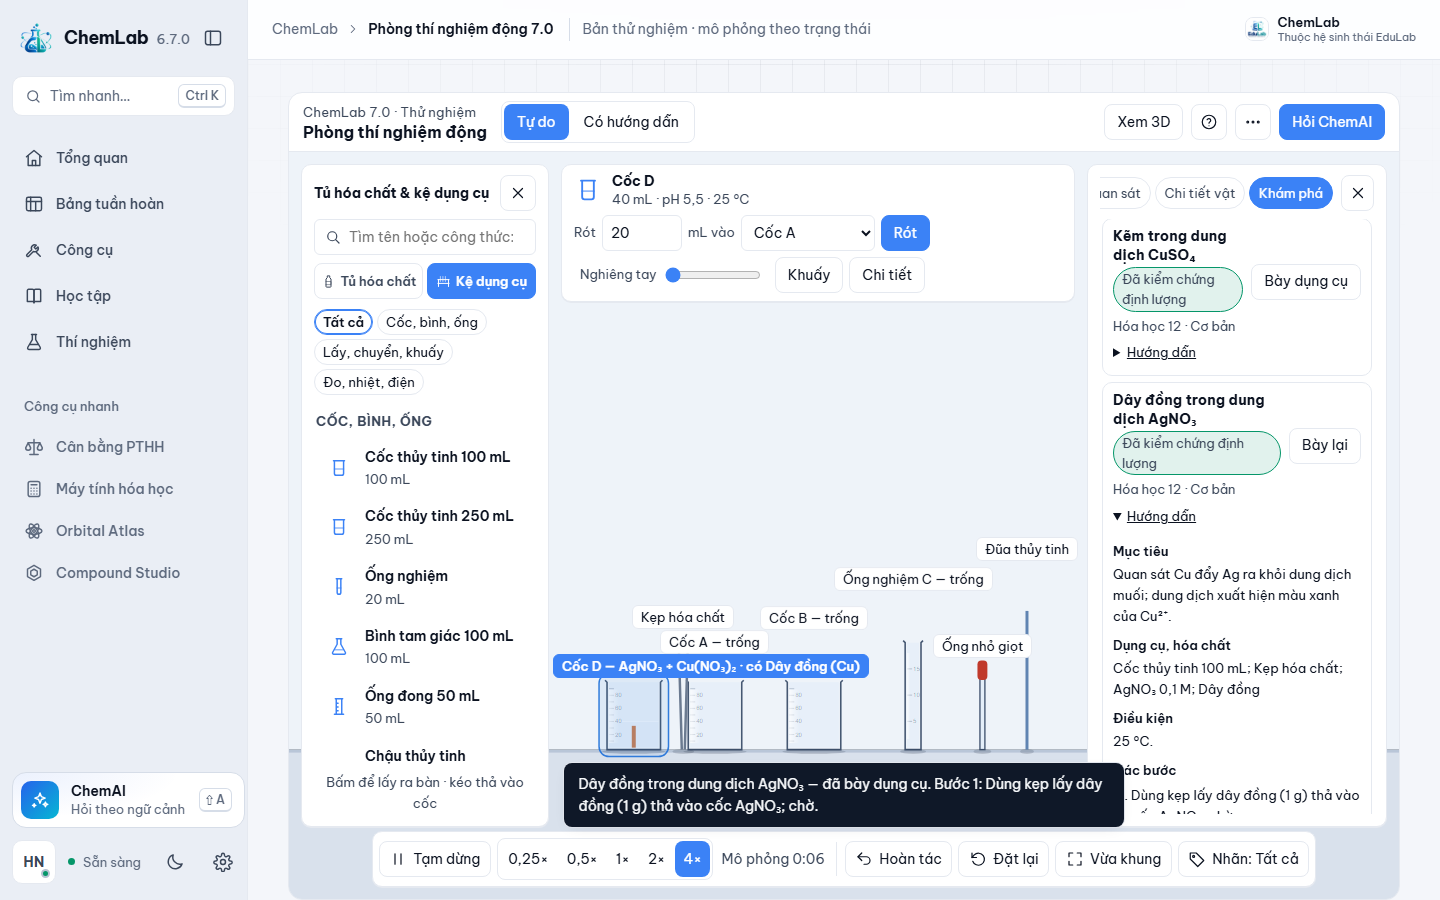 ChemLab 6.7.0
Tìm nhanh... Ctrl K
Tổng quan
Bảng tuần hoàn
Công cụ
Học tập
Thí nghiệm
Công cụ nhanh
Cân bằng PTHH
Máy tính hóa học
Orbital Atlas
Compound Studio
ChemAI
Hỏi theo ngữ cảnh
⇧A
HN
Sẵn sàng
ChemLab > Phòng thí nghiệm động 7.0 Bản thử nghiệm · mô phỏng theo trạng thái
ChemLab
Thuộc hệ sinh thái EduLab
ChemLab 7.0 · Thử nghiệm
Phòng thí nghiệm động
Tự do Có hướng dẫn
Xem 3D
Hỏi ChemAI
Tủ hóa chất & kệ dụng cụ
Tìm tên hoặc công thức:
Tủ hóa chất Kệ dụng cụ
Tất cả Cốc, bình, ống
Lấy, chuyển, khuấy
Đo, nhiệt, điện
CỐC, BÌNH, ỐNG
Cốc thủy tinh 100 mL
100 mL
Cốc thủy tinh 250 mL
250 mL
Ống nghiệm
20 mL
Bình tam giác 100 mL
100 mL
Ống đong 50 mL
50 mL
Chậu thủy tinh
Bấm để lấy ra bàn · kéo thả vào
cốc
Cốc D
40 mL · pH 5,5 · 25 °C
Rót 20 mL vào Cốc A Rót
Nghiêng tay Khuấy Chi tiết
Đũa thủy tinh
Ống nghiệm C — trống
Kẹp hóa chất
Cốc B — trống
Cốc A — trống
Ống nhỏ giọt
Cốc D — AgNO₃ + Cu(NO₃)₂ · có Dây đồng (Cu)
Dây đồng trong dung dịch AgNO₃ — đã bày dụng cụ. Bước 1: Dùng kẹp lấy dây
đồng (1 g) thả vào cốc AgNO₃; chờ.
uan sát Chi tiết vật Khám phá
Kẽm trong dung
dịch CuSO₄
Đã kiểm chứng
định lượng
Bày dụng cụ
Hóa học 12 · Cơ bản
Hướng dẫn
Dây đồng trong dung
dịch AgNO₃
Đã kiểm chứng định
lượng
Bày lại
Hóa học 12 · Cơ bản
Hướng dẫn
Mục tiêu
Quan sát Cu đẩy Ag ra khỏi dung dịch
muối; dung dịch xuất hiện màu xanh
của Cu²⁺.
Dụng cụ, hóa chất
Cốc thủy tinh 100 mL; Kẹp hóa chất;
AgNO₃ 0,1 M; Dây đồng
Điều kiện
25 °C.
ác bước
. Dùng kẹp lấy dây đồng (1 g) thả vào
Tạm dừng 0,25× 0,5× 1× 2× 4× Mô phỏng 0:06 Hoàn tác Đặt lại Vừa khung Nhãn: Tất cả